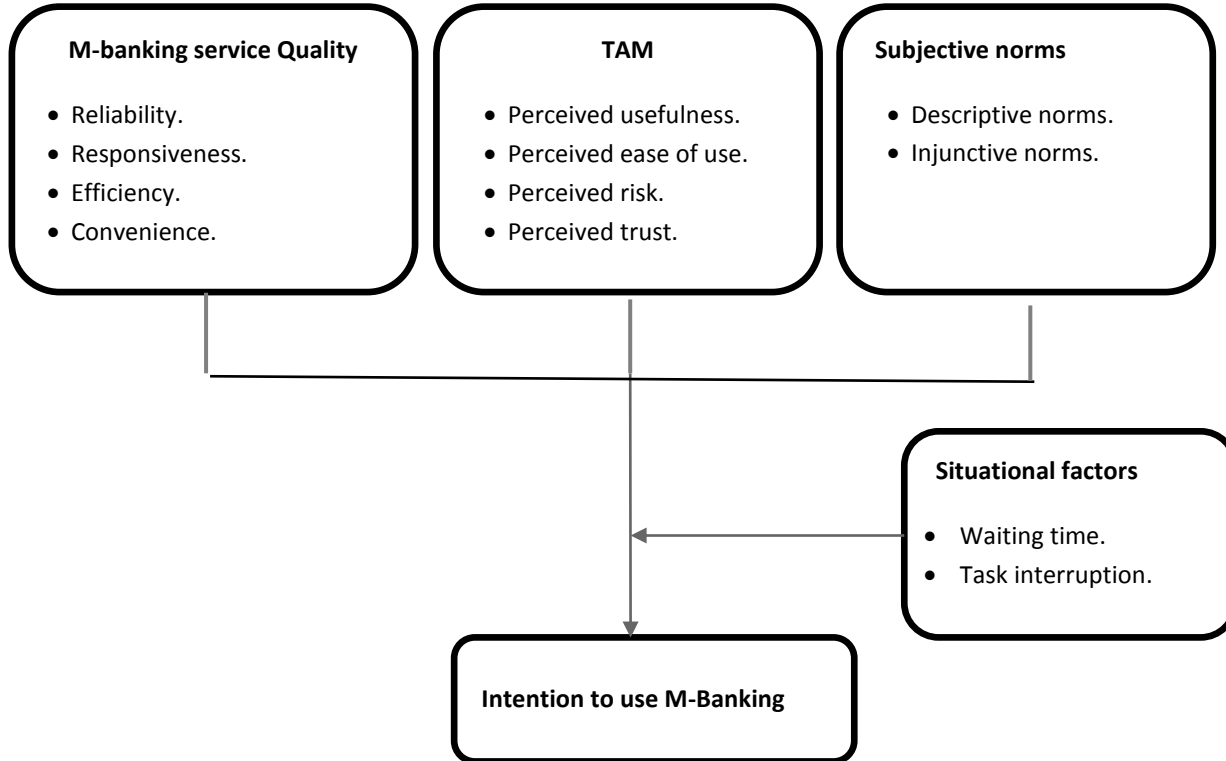 M-banking service Quality
• Reliability.
• Responsiveness.
• Efficiency.
• Convenience.
TAM
• Perceived usefulness.
• Perceived ease of use.
• Perceived risk.
• Perceived trust.
Subjective norms
• Descriptive norms.
• Injunctive norms.
Situational factors
• Waiting time.
• Task interruption.
Intention to use M-Banking